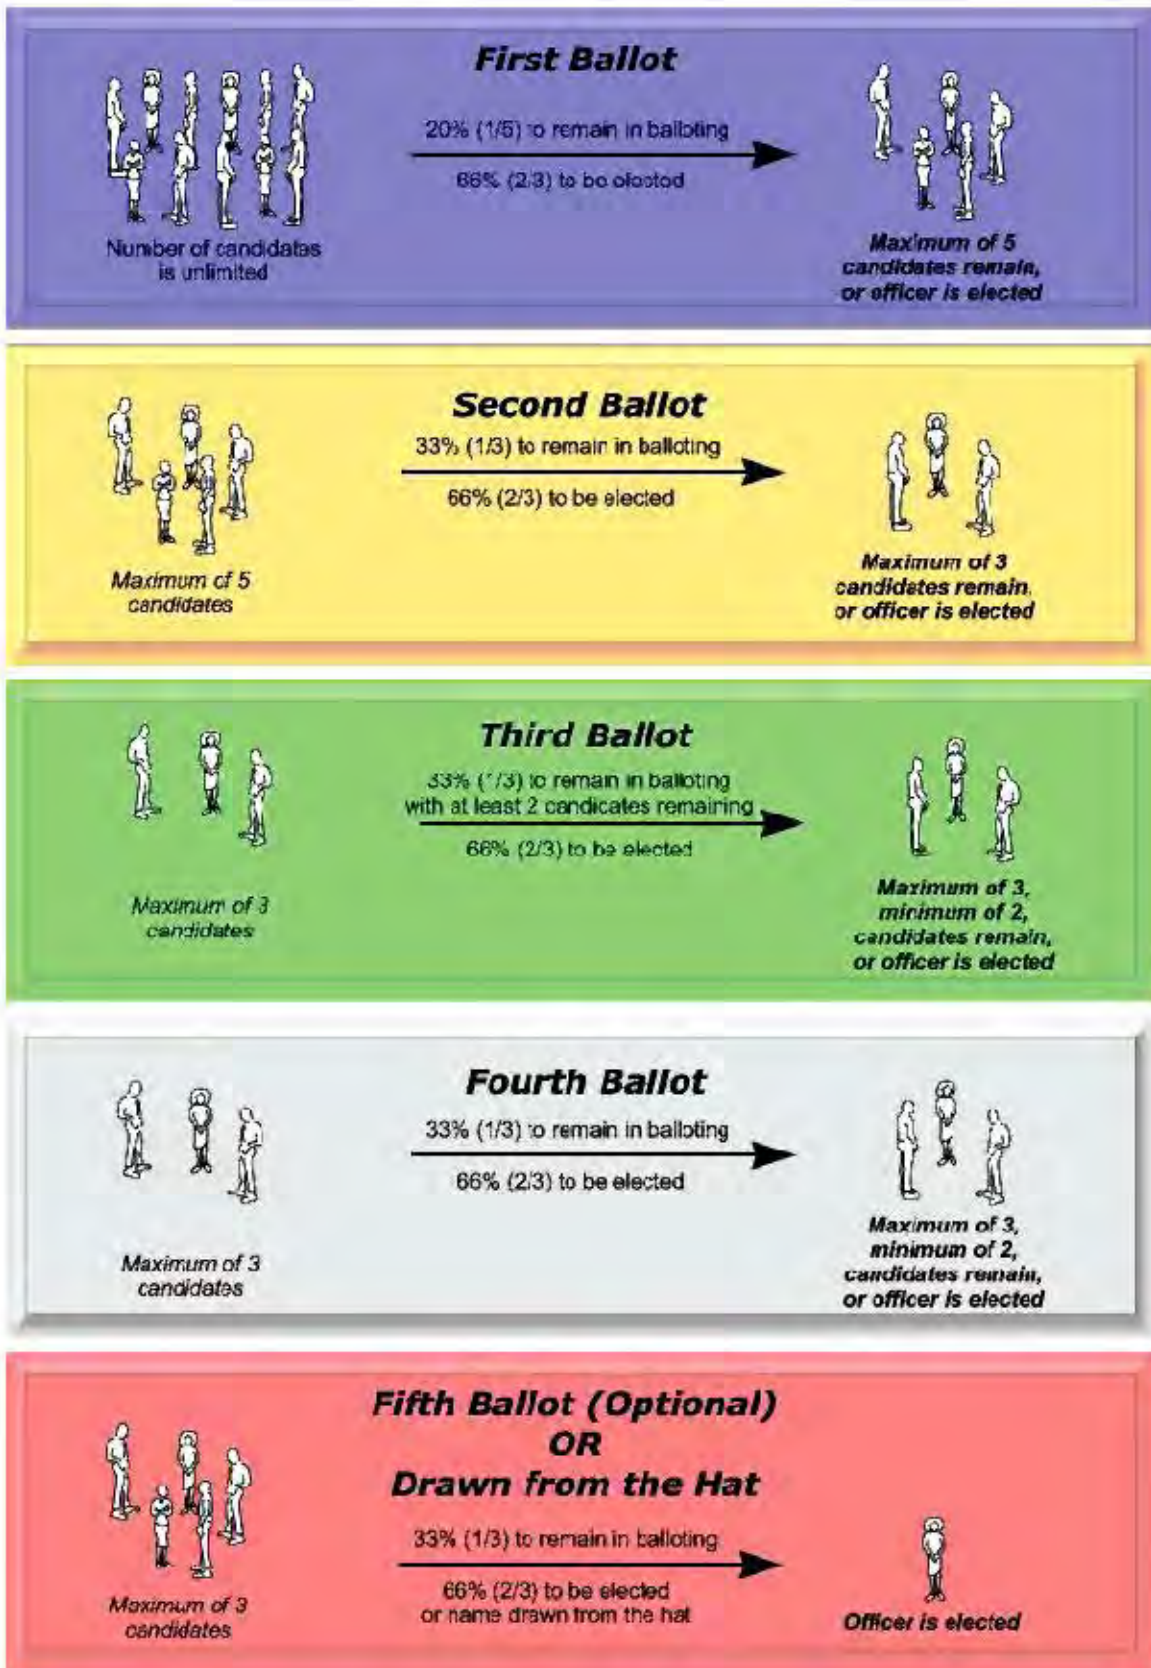 First Ballot
20% (1/5) to remain in balloting
66% (2/3) to be elected
Number of candidates
is unlimited
Maximum of 5
candidates remain,
or officer is elected
Second Ballot
33% (1/3) to remain in balloting
66% (2/3) to be elected
Maximum of 5
candidates
Maximum of 3
candidates remain,
or officer is elected
Third Ballot
33% (1/3) to remain in balloting
with at least 2 candicates remaining
66% (2/3) to be elected
Maximum of 3
candidates
Maximum of 3,
minimum of 2,
candidates remain,
or officer is elected
Fourth Ballot
33% (1/3) to remain in balloting
66% (2/3) to be elected
Maximum of 3
candidates
Maximum of 3,
minimum of 2,
candidates remain,
or officer is elected
Fifth Ballot (Optional)
OR
Drawn from the Hat
33% (1/3) to remain in balloting
66% (2/3) to be elected
or name drawn from the hat
Maximum of 3
candidates
Officer is elected